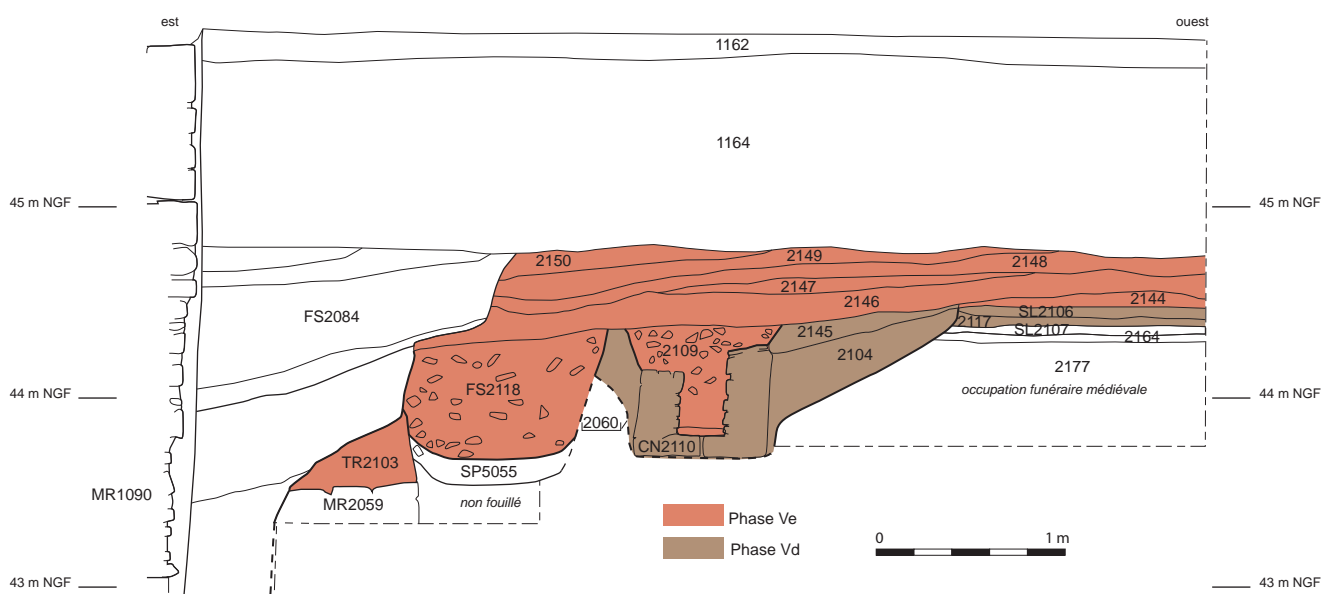 est
ouest
1162
1164
45 m NGF
45 m NGF
2150
2149
2148
2147
2146
2144
FS2084
SL2106
2117
2145
SL2107
2164
2109
2104
2177
FS2118
occupation funéraire médiévale
44 m NGF
44 m NGF
2060
CN2110
TR2103
SP5055
MR1090
MR2059
non fouillé
Phase Ve
Phase Vd
0
1 m
43 m NGF
43 m NGF